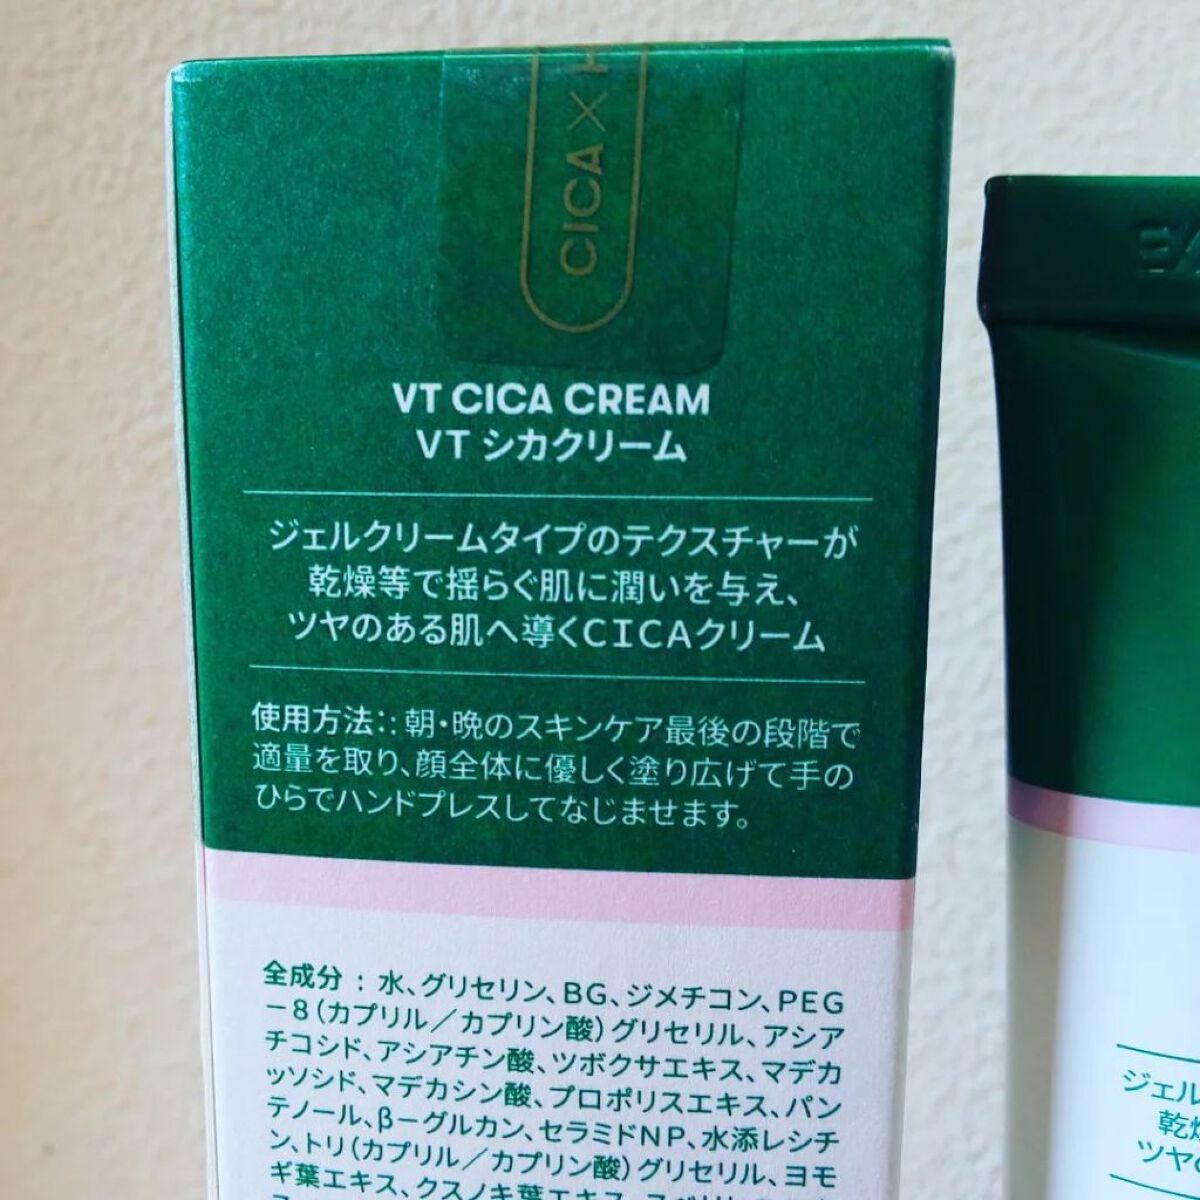 CICA × H
VT CICA CREAM
VT シカクリーム
ジェルクリームタイプのテクスチャーが
乾燥等で揺らぐ肌に潤いを与え、
ツヤのある肌へ導くCICAクリーム
使用方法:：朝・晩のスキンケア最後の段階で
適量を取り、顔全体に優しく塗り広げて手の
ひらでハンドプレスしてなじませます。
全成分：水、グリセリン、BG、ジメチコン、PEG
－8（カプリル／カプリン酸）グリセリル、アシア
チコシド、アシアチン酸、ツボクサエキス、マデカ
ッソシド、マデカシン酸、プロポリスエキス、パン
テノール、β－グルカン、セラミドNP、水添レシチ
ン、トリ（カプリル／カプリン酸）グリセリル、ヨモ
ギ葉エキス、クスノキ葉エキス、
ジェル
乾燥
ツヤの